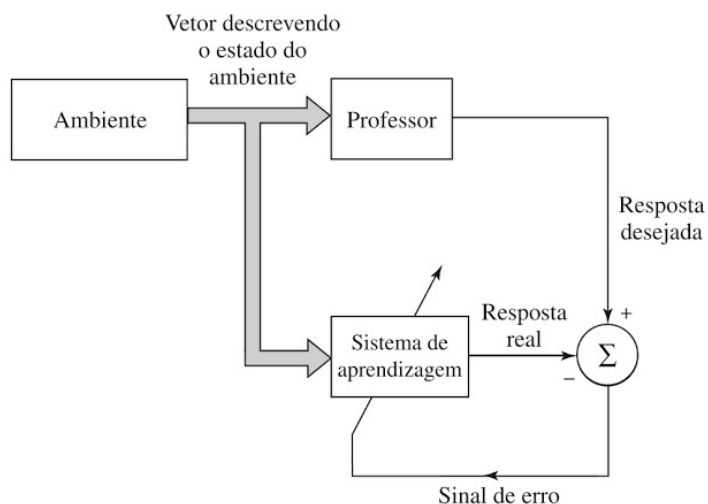 Vetor descrevendo
o estado do
ambiente
Ambiente
Professor
Resposta
desejada
Sistema de
aprendizagem
Resposta
real
+
−
Σ
Sinal de erro